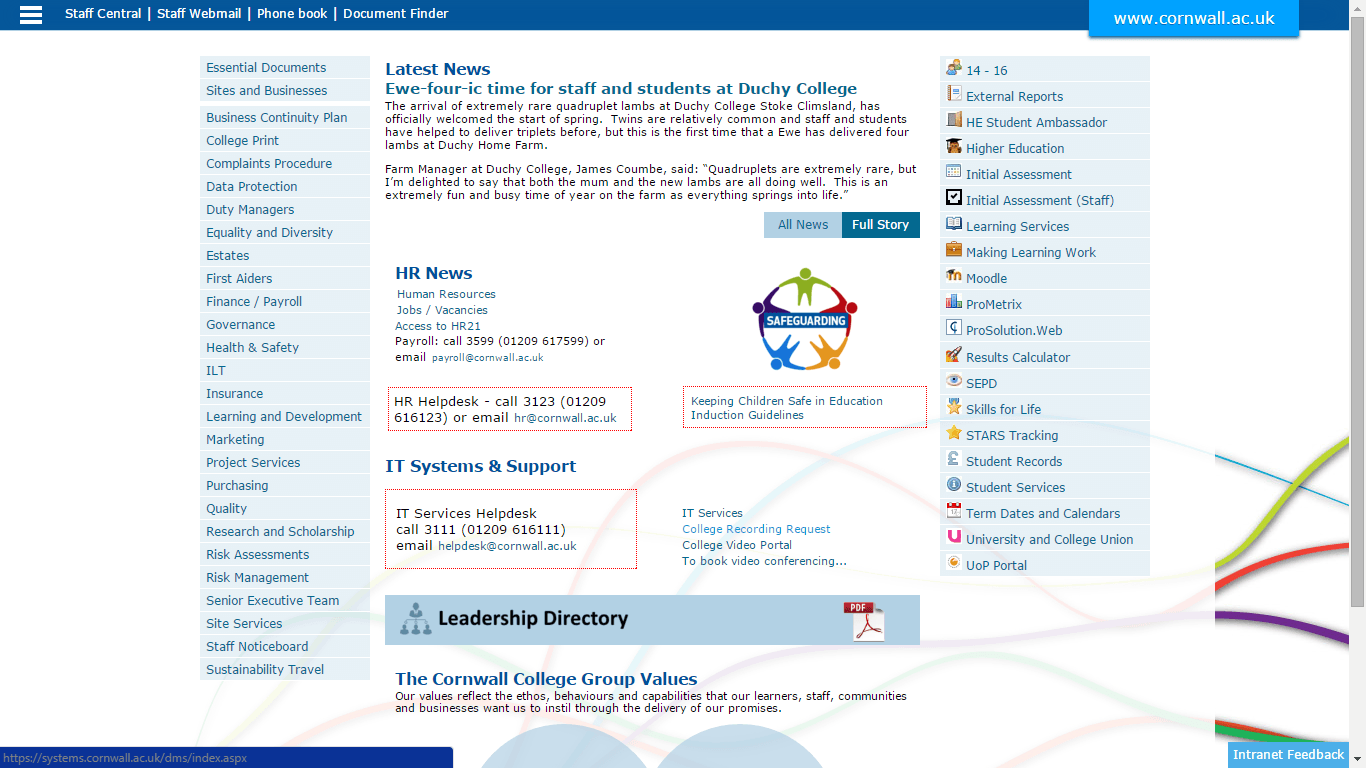 Staff Central | Staff Webmail | Phone book | Document Finder
www.cornwall.ac.uk
Essential Documents
Sites and Businesses
Business Continuity Plan
College Print
Complaints Procedure
Data Protection
Duty Managers
Equality and Diversity
Estates
First Aiders
Finance / Payroll
Governance
Health & Safety
ILT
Insurance
Learning and Development
Marketing
Project Services
Purchasing
Quality
Research and Scholarship
Risk Assessments
Risk Management
Senior Executive Team
Site Services
Staff Noticeboard
Sustainability Travel
Latest News
Ewe-four-ic time for staff and students at Duchy College
The arrival of extremely rare quadruplet lambs at Duchy College Stoke Climsland, has
officially welcomed the start of spring.  Twins are relatively common and staff and students
have helped to deliver triplets before, but this is the first time that a Ewe has delivered four
lambs at Duchy Home Farm.
Farm Manager at Duchy College, James Coumbe, said: “Quadruplets are extremely rare, but
I’m delighted to say that both the mum and the new lambs are all doing well.  This is an
extremely fun and busy time of year on the farm as everything springs into life.”
All News
Full Story
HR News
Human Resources
Jobs / Vacancies
Access to HR21
Payroll: call 3599 (01209 617599) or
email payroll@cornwall.ac.uk
SAFEGUARDING
HR Helpdesk - call 3123 (01209
616123) or email hr@cornwall.ac.uk
Keeping Children Safe in Education
Induction Guidelines
IT Systems & Support
IT Services Helpdesk
call 3111 (01209 616111)
email helpdesk@cornwall.ac.uk
IT Services
College Recording Request
College Video Portal
To book video conferencing...
Leadership Directory
PDF
The Cornwall College Group Values
Our values reflect the ethos, behaviours and capabilities that our learners, staff, communities
and businesses want us to instil through the delivery of our promises.
14 - 16
External Reports
HE Student Ambassador
Higher Education
Initial Assessment
Initial Assessment (Staff)
Learning Services
Making Learning Work
Moodle
ProMetrix
ProSolution.Web
Results Calculator
SEPD
Skills for Life
STARS Tracking
Student Records
Student Services
Term Dates and Calendars
University and College Union
UoP Portal
https://systems.cornwall.ac.uk/dms/index.aspx
Intranet Feedback